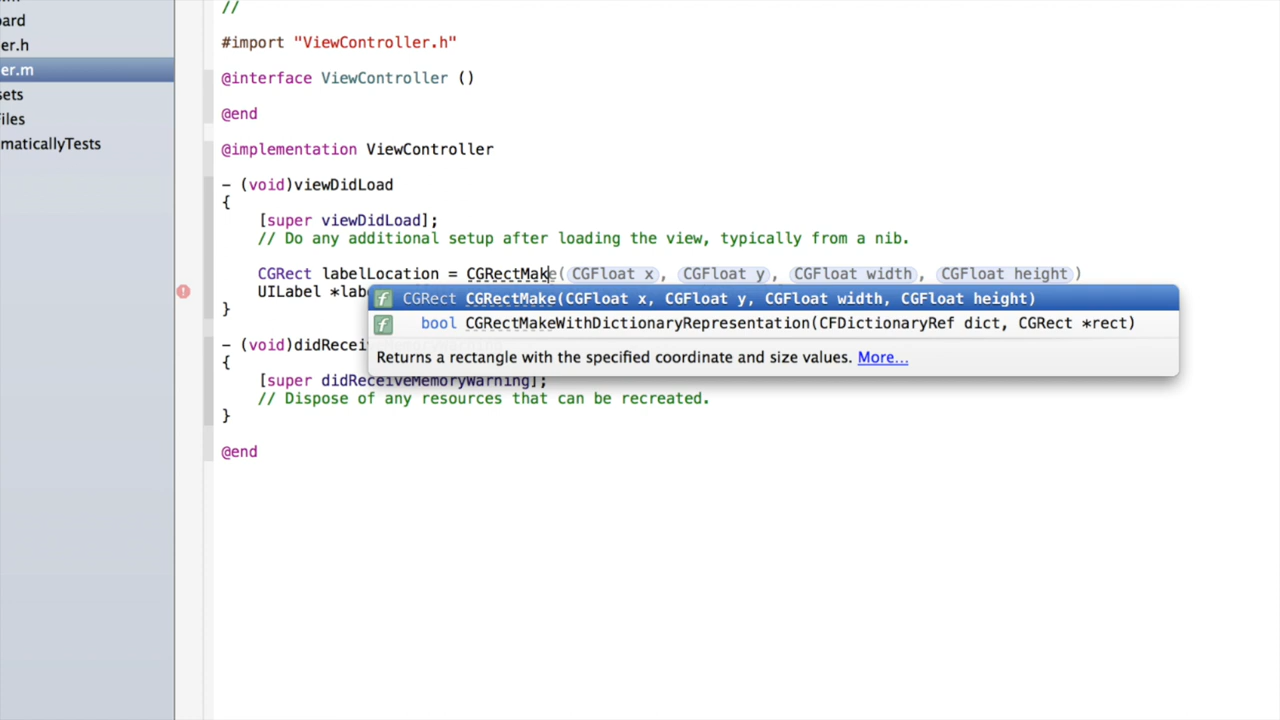 //
ard
er.h
er.m
sets
Files
maticallyTests
#import "ViewController.h"
@interface ViewController ()
@end
@implementation ViewController
- (void)viewDidLoad
{
[super viewDidLoad];
// Do any additional setup after loading the view, typically from a nib.
CGRect labelLocation = CGRectMake(CGFloat x, CGFloat y, CGFloat width, CGFloat height)
UILabel *lab
}
f CGRect CGRectMake(CGFloat x, CGFloat y, CGFloat width, CGFloat height)
f bool CGRectMakeWithDictionaryRepresentation(CFDictionaryRef dict, CGRect *rect)
Returns a rectangle with the specified coordinate and size values. More...
- (void)didRecei
{
[super didReceiveMemoryWarning];
// Dispose of any resources that can be recreated.
}
@end